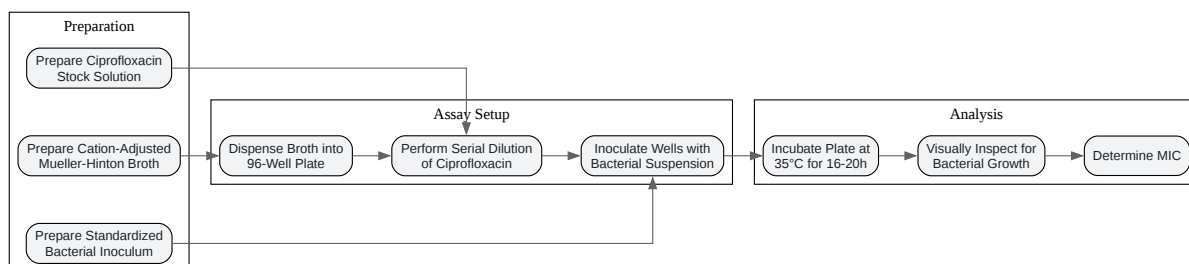 Preparation
Prepare Ciprofloxacin
Stock Solution
Prepare Cation-Adjusted
Mueller-Hinton Broth
Prepare Standardized
Bacterial Inoculum
Assay Setup
Dispense Broth into
96-Well Plate
Perform Serial Dilution
of Ciprofloxacin
Inoculate Wells with
Bacterial Suspension
Analysis
Incubate Plate at
35°C for 16-20h
Visually Inspect for
Bacterial Growth
Determine MIC